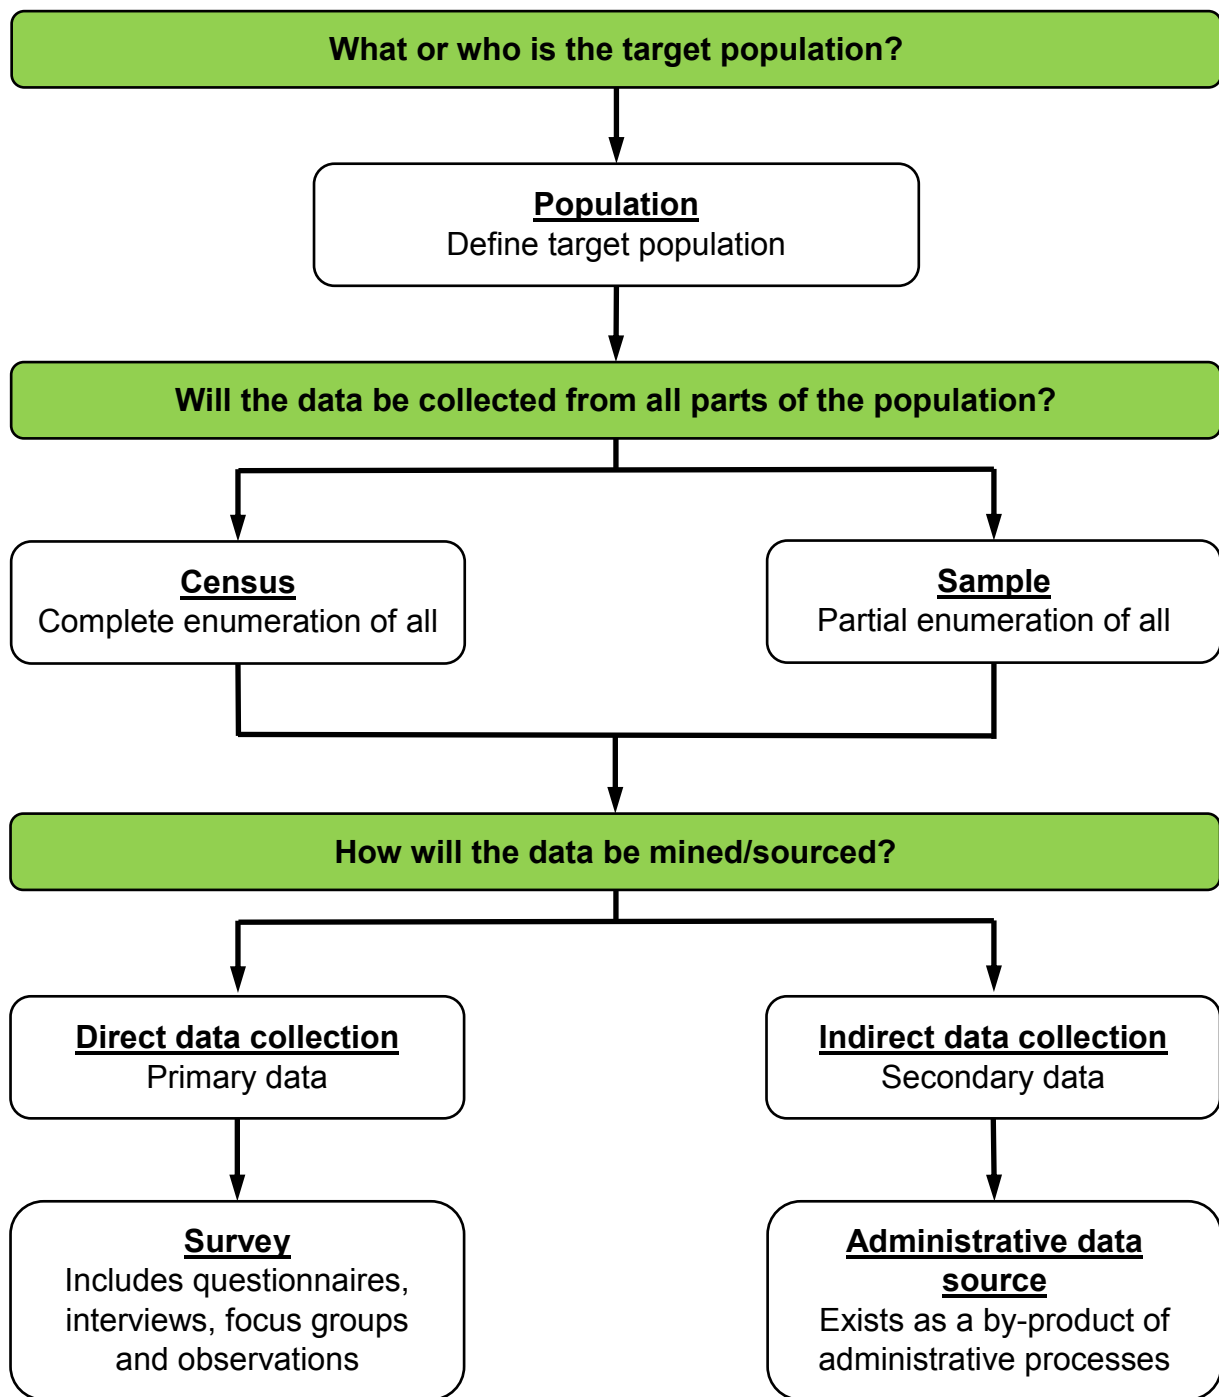 What or who is the target population?
Population
Define target population
Will the data be collected from all parts of the population?
Census
Complete enumeration of all
Sample
Partial enumeration of all
How will the data be mined/sourced?
Direct data collection
Primary data
Indirect data collection
Secondary data
Survey
Includes questionnaires,
interviews, focus groups
and observations
Administrative data
source
Exists as a by-product of
administrative processes